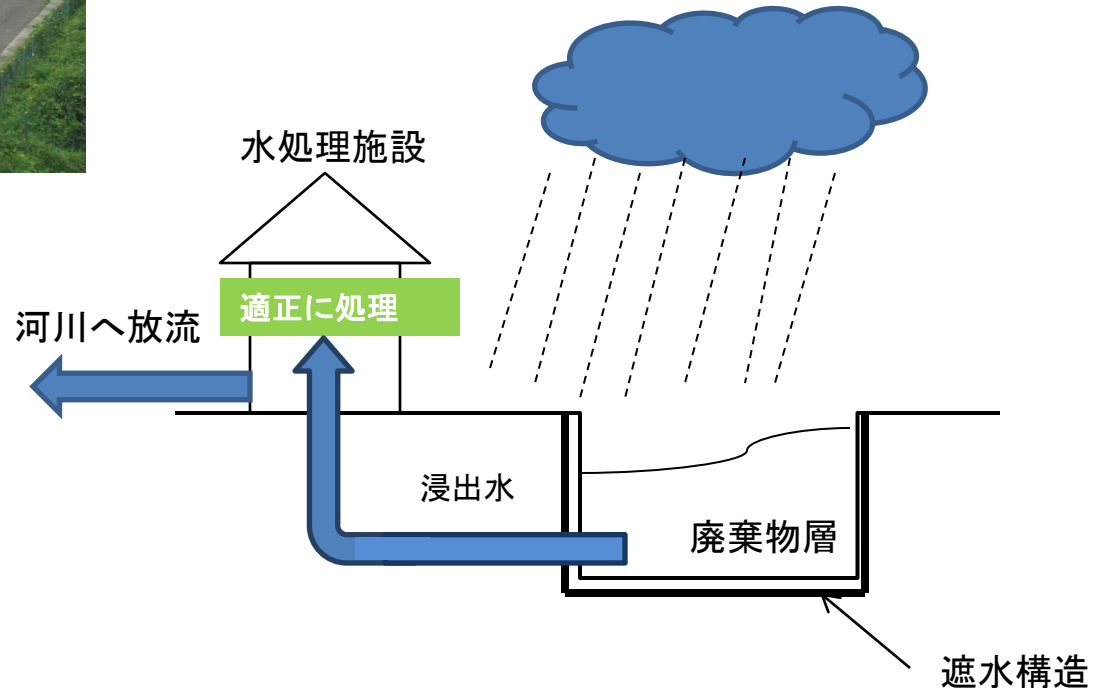 水処理施設
適正に処理
河川へ放流
浸出水
廃棄物層
遮水構造